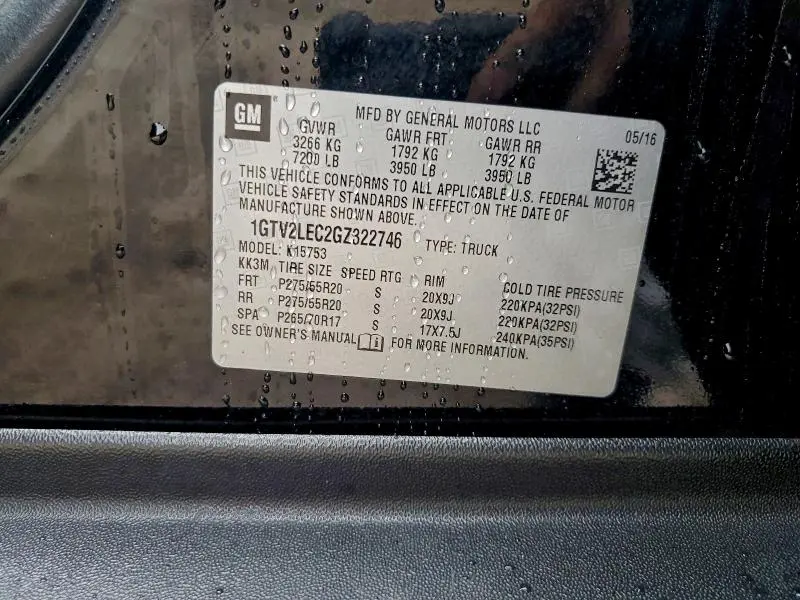 GM ®
MFD BY GENERAL MOTORS LLC 05/16
GVWR GAWR FRT GAWR RR
3266 KG 1792 KG 1792 KG
7200 LB 3950 LB 3950 LB
THIS VEHICLE CONFORMS TO ALL APPLICABLE U.S. FEDERAL MOTOR
VEHICLE SAFETY STANDARDS IN EFFECT ON THE DATE OF
MANUFACTURE SHOWN ABOVE.
1GTV2LEC2GZ322746 TYPE: TRUCK
MODEL: K15753
KK3M TIRE SIZE SPEED RTG RIM COLD TIRE PRESSURE
FRT P275/55R20 S 20X9J 220KPA(32PSI)
RR P275/55R20 S 20X9J 220KPA(32PSI)
SPA P265/70R17 S 17X7.5J 240KPA(35PSI)
SEE OWNER'S MANUAL i FOR MORE INFORMATION.